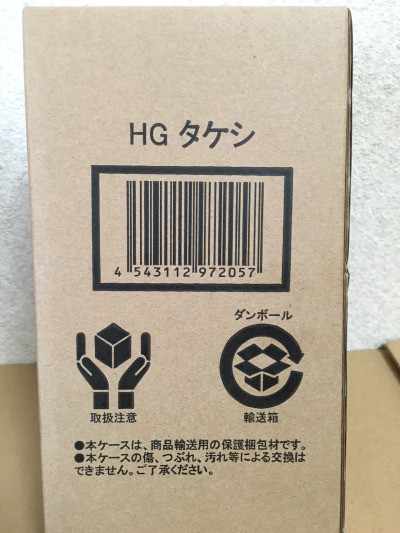 HG タケシ
4 543112 972057
ダンボール
取扱注意
輸送箱
●本ケースは、商品輸送用の保護梱包材です。
●本ケースの傷、つぶれ、汚れ等による交換は
できません。ご了承ください。